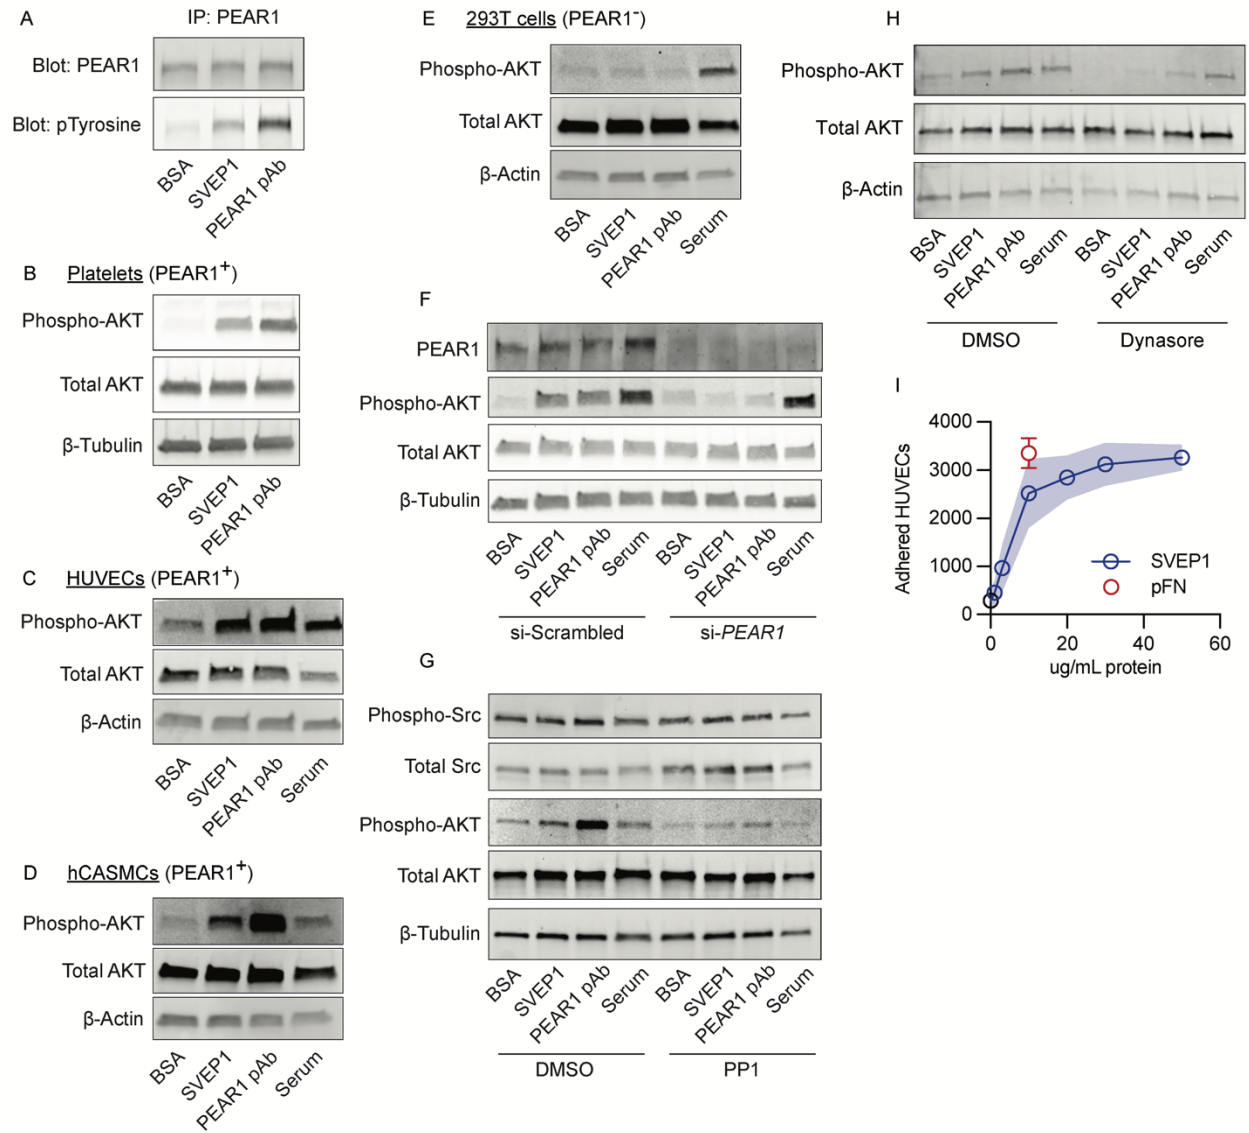 A
IP: PEAR1
Blot: PEAR1
Blot: pTyrosine
BSA
SVEP1
PEAR1 pAb
B
Platelets (PEAR1⁺)
Phospho-AKT
Total AKT
β-Tubulin
BSA
SVEP1
PEAR1 pAb
C
HUVECs (PEAR1⁺)
Phospho-AKT
Total AKT
β-Actin
BSA
SVEP1
PEAR1 pAb
Serum
D
hCASMCs (PEAR1⁺)
Phospho-AKT
Total AKT
β-Actin
BSA
SVEP1
PEAR1 pAb
Serum
E
293T cells (PEAR1⁻)
Phospho-AKT
Total AKT
β-Actin
BSA
SVEP1
PEAR1 pAb
Serum
F
PEAR1
Phospho-AKT
Total AKT
β-Tubulin
BSA
SVEP1
PEAR1 pAb
Serum
BSA
SVEP1
PEAR1 pAb
Serum
si-Scrambled
si-PEAR1
G
Phospho-Src
Total Src
Phospho-AKT
Total AKT
β-Tubulin
BSA
SVEP1
PEAR1 pAb
Serum
BSA
SVEP1
PEAR1 pAb
Serum
DMSO
PP1
H
Phospho-AKT
Total AKT
β-Actin
BSA
SVEP1
PEAR1 pAb
Serum
BSA
SVEP1
PEAR1 pAb
Serum
DMSO
Dynasore
I
Adhered HUVECs
4000
3000
2000
1000
0
SVEP1
pFN
0
20
40
60
ug/mL protein